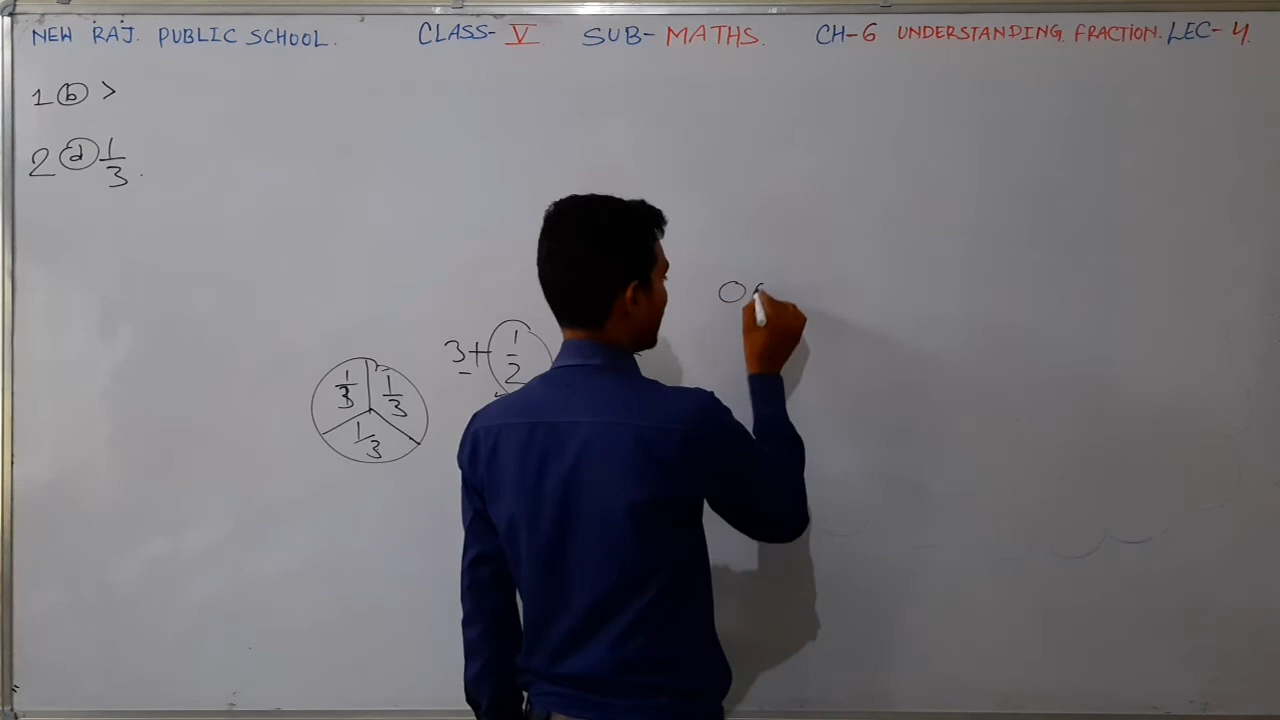 NEW RAJ. PUBLIC SCHOOL. CLASS- V SUB- MATHS. CH-6 UNDERSTANDING FRACTION. LEC- 4.
1 (b) >
2 (d) 1/3.
3 + 1/2
1/3 1/3
1/3